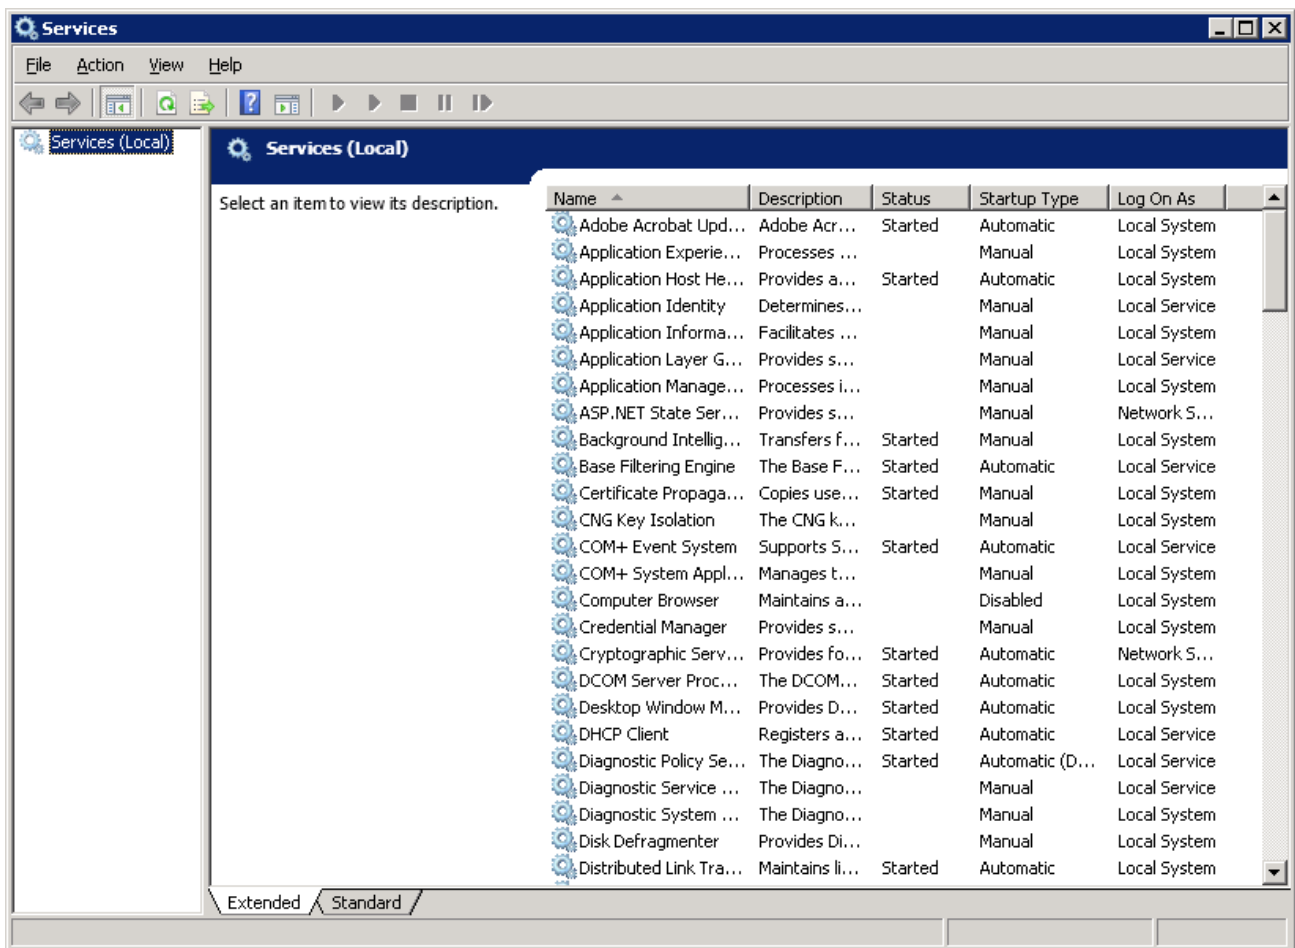 Services
File Action View Help
Services (Local)
Services (Local)
Select an item to view its description.
Name Description Status Startup Type Log On As
Adobe Acrobat Upd... Adobe Acr... Started Automatic Local System
Application Experie... Processes ... Manual Local System
Application Host He... Provides a... Started Automatic Local System
Application Identity Determines... Manual Local Service
Application Informa... Facilitates ... Manual Local System
Application Layer G... Provides s... Manual Local Service
Application Manage... Processes i... Manual Local System
ASP.NET State Ser... Provides s... Manual Network S...
Background Intellig... Transfers f... Started Manual Local System
Base Filtering Engine The Base F... Started Automatic Local Service
Certificate Propaga... Copies use... Started Manual Local System
CNG Key Isolation The CNG k... Manual Local System
COM+ Event System Supports S... Started Automatic Local Service
COM+ System Appl... Manages t... Manual Local System
Computer Browser Maintains a... Disabled Local System
Credential Manager Provides s... Manual Local System
Cryptographic Serv... Provides fo... Started Automatic Network S...
DCOM Server Proc... The DCOM... Started Automatic Local System
Desktop Window M... Provides D... Started Automatic Local System
DHCP Client Registers a... Started Automatic Local Service
Diagnostic Policy Se... The Diagno... Started Automatic (D... Local Service
Diagnostic Service ... The Diagno... Manual Local Service
Diagnostic System ... The Diagno... Manual Local System
Disk Defragmenter Provides Di... Manual Local System
Distributed Link Tra... Maintains li... Started Automatic Local System
Extended Standard